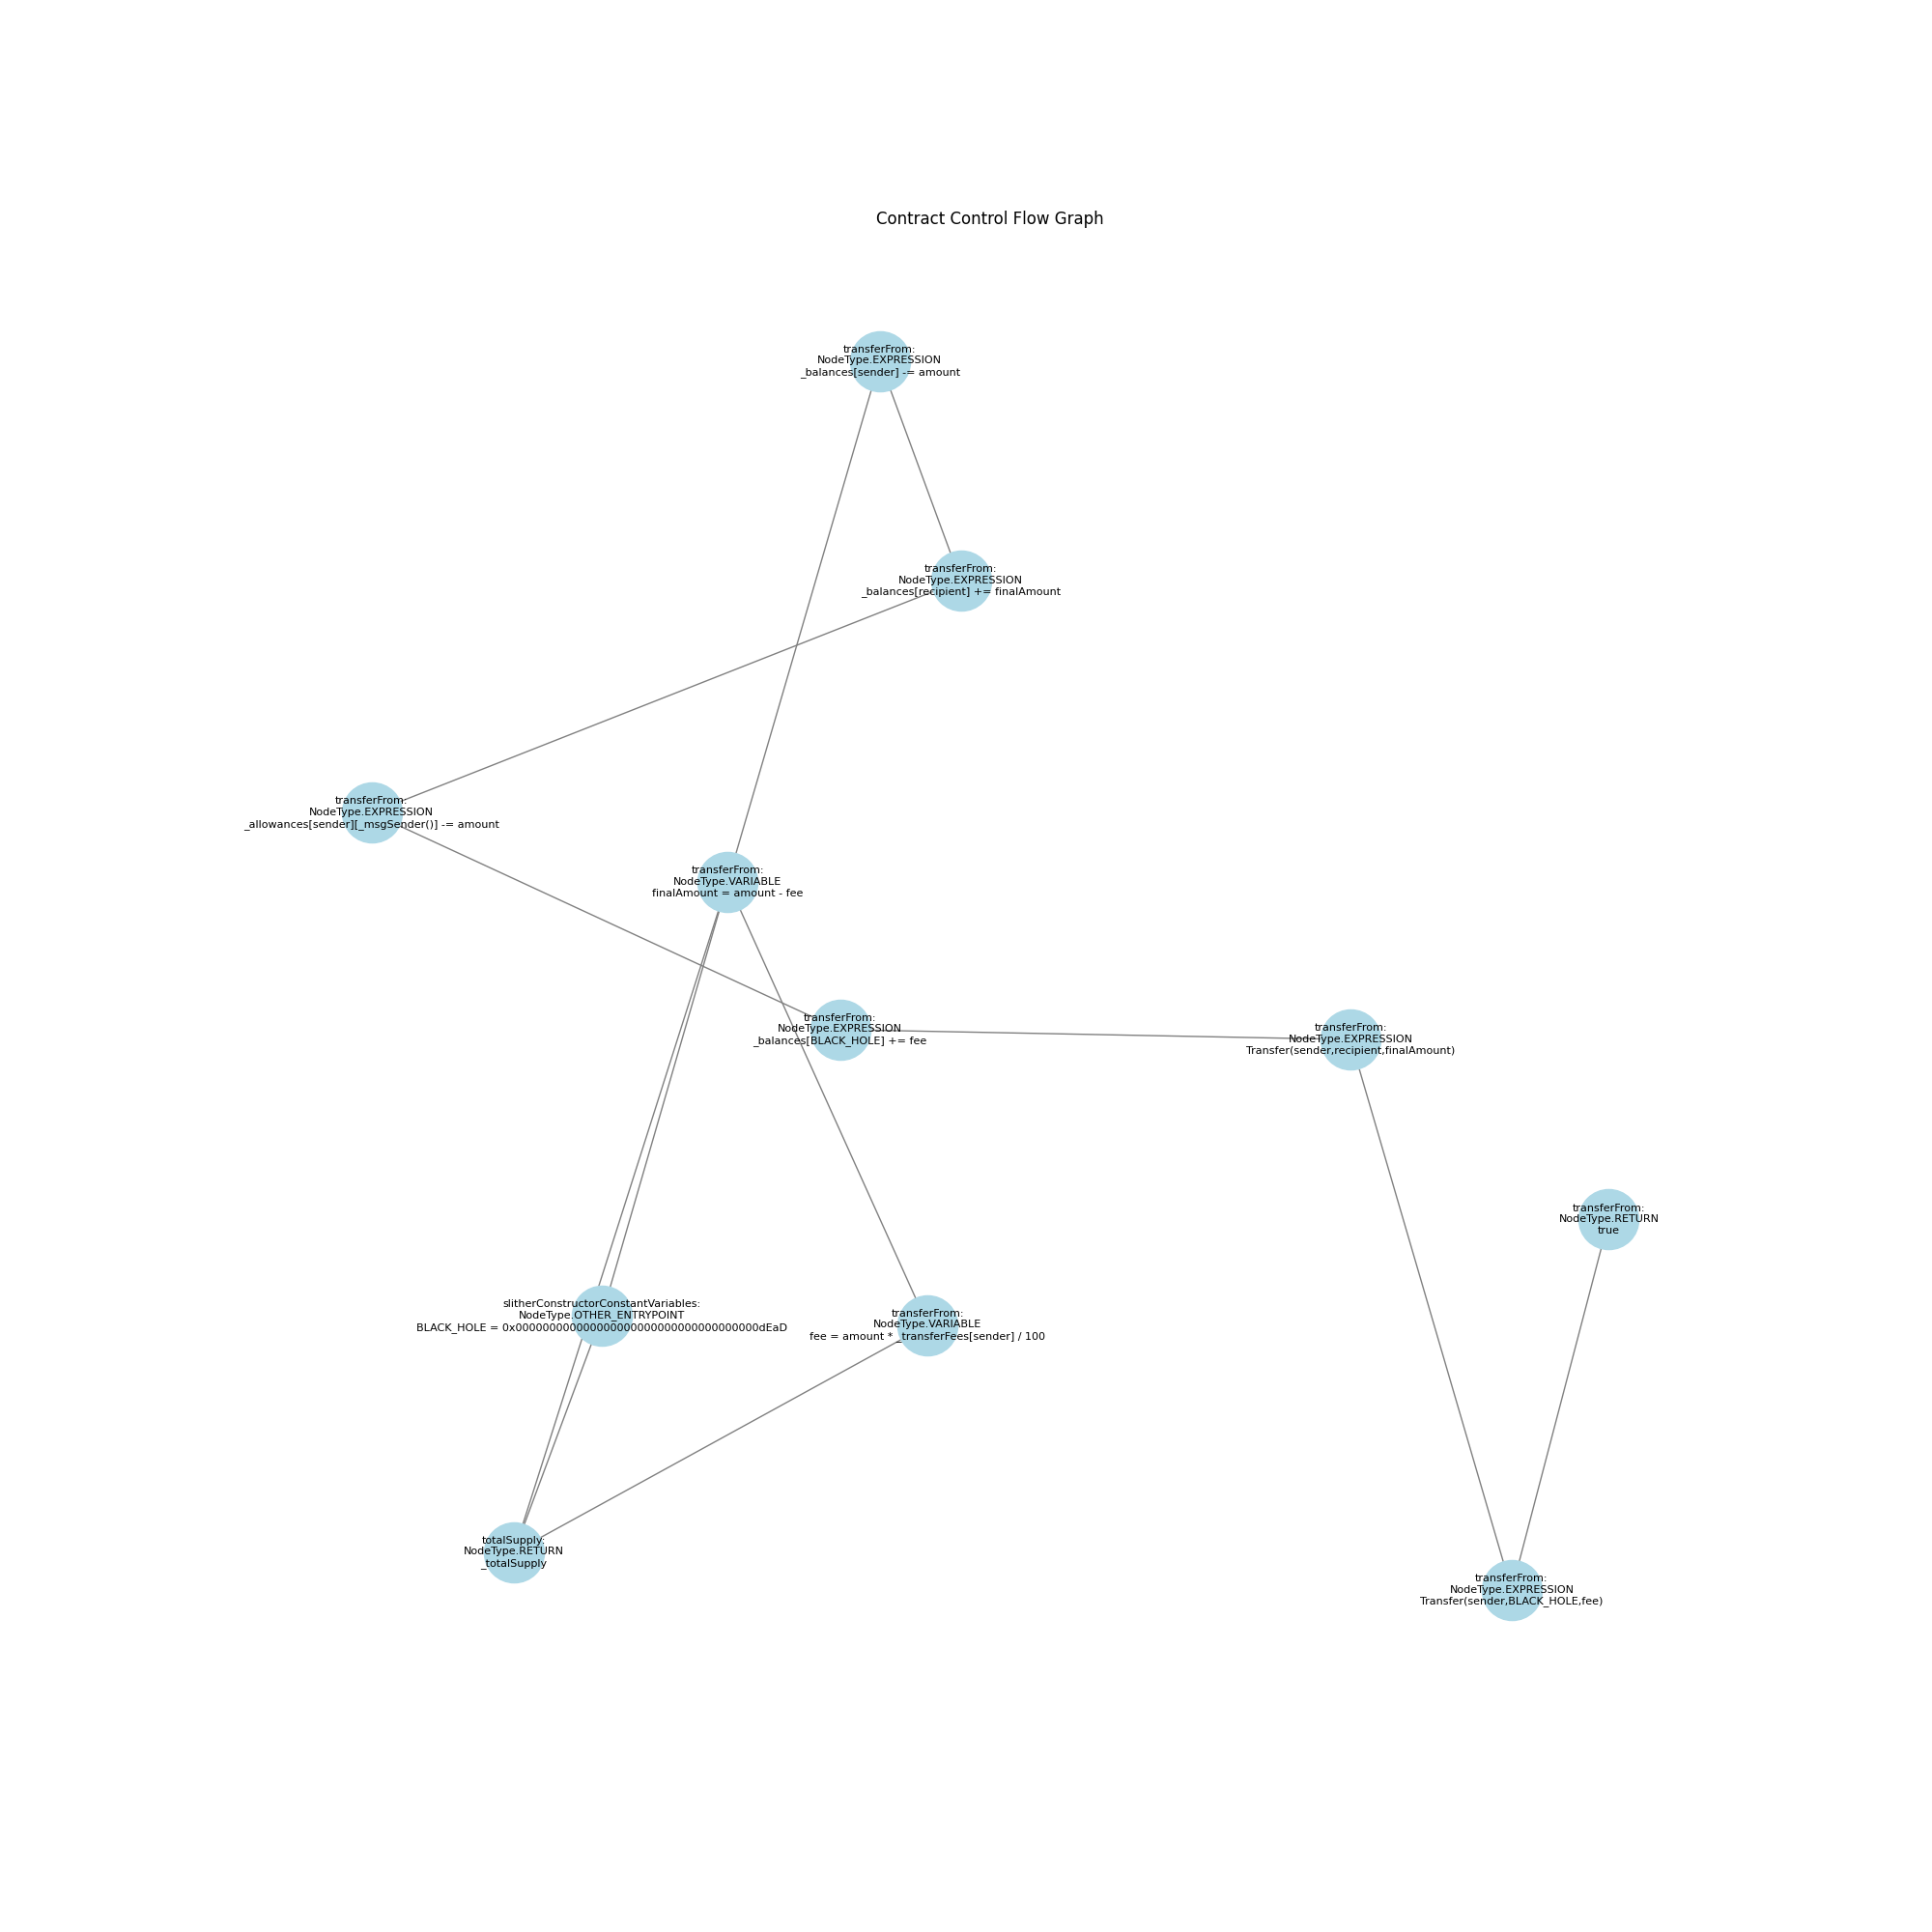 Contract Control Flow Graph
transferFrom:
NodeType.EXPRESSION
_balances[sender] -= amount
transferFrom:
NodeType.EXPRESSION
_balances[recipient] += finalAmount
transferFrom:
NodeType.EXPRESSION
_allowances[sender][_msgSender()] -= amount
transferFrom:
NodeType.VARIABLE
finalAmount = amount - fee
transferFrom:
NodeType.EXPRESSION
_balances[BLACK_HOLE] += fee
transferFrom:
NodeType.EXPRESSION
Transfer(sender,recipient,finalAmount)
transferFrom:
NodeType.RETURN
true
slitherConstructorConstantVariables:
NodeType.OTHER_ENTRYPOINT
BLACK_HOLE = 0x000000000000000000000000000000000000dEaD
transferFrom:
NodeType.VARIABLE
fee = amount * _transferFees[sender] / 100
totalSupply:
NodeType.RETURN
_totalSupply
transferFrom:
NodeType.EXPRESSION
Transfer(sender,BLACK_HOLE,fee)